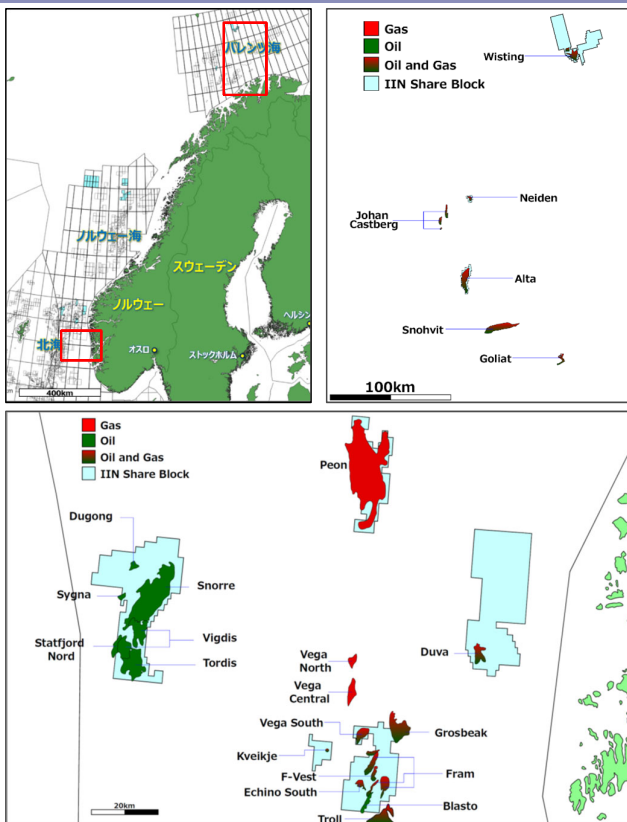 バレンツ海
ノルウェー海
スウェーデン
ノルウェー
北海
オスロ
ストックホルム
ヘルシン
400km
Gas
Oil
Oil and Gas
IIN Share Block
Wisting
Neiden
Johan
Castberg
Alta
Snohvit
Goliat
100km
Gas
Oil
Oil and Gas
IIN Share Block
Peon
Dugong
Sygna
Snorre
Statfjord
Nord
Vigdis
Tordis
Vega
North
Duva
Vega
Central
Vega South
Grosbeak
Kveikje
F-Vest
Fram
Echino South
Blasto
Troll
20km